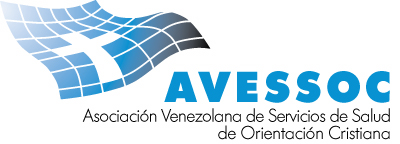 AVESSOC
Asociación Venezolana de Servicios de Salud
de Orientación Cristiana